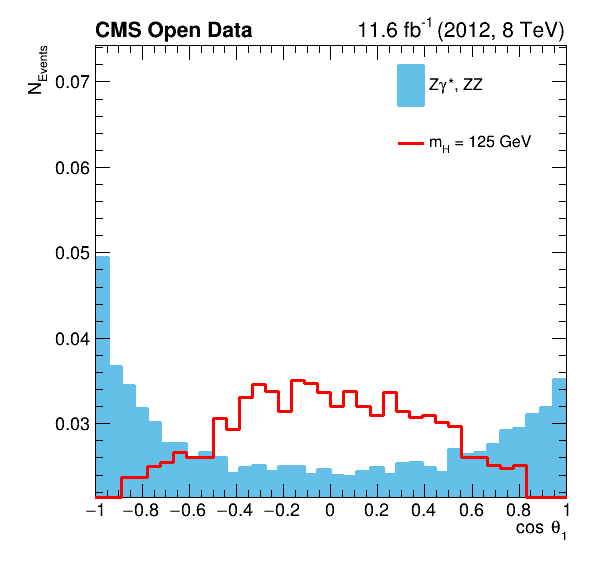 CMS Open Data 11.6 fb-1 (2012, 8 TeV)
NEvents
Zγ*, ZZ
mH = 125 GeV
0.07
0.06
0.05
0.04
0.03
−1 −0.8 −0.6 −0.4 −0.2 0 0.2 0.4 0.6 0.8 1
cos θ1